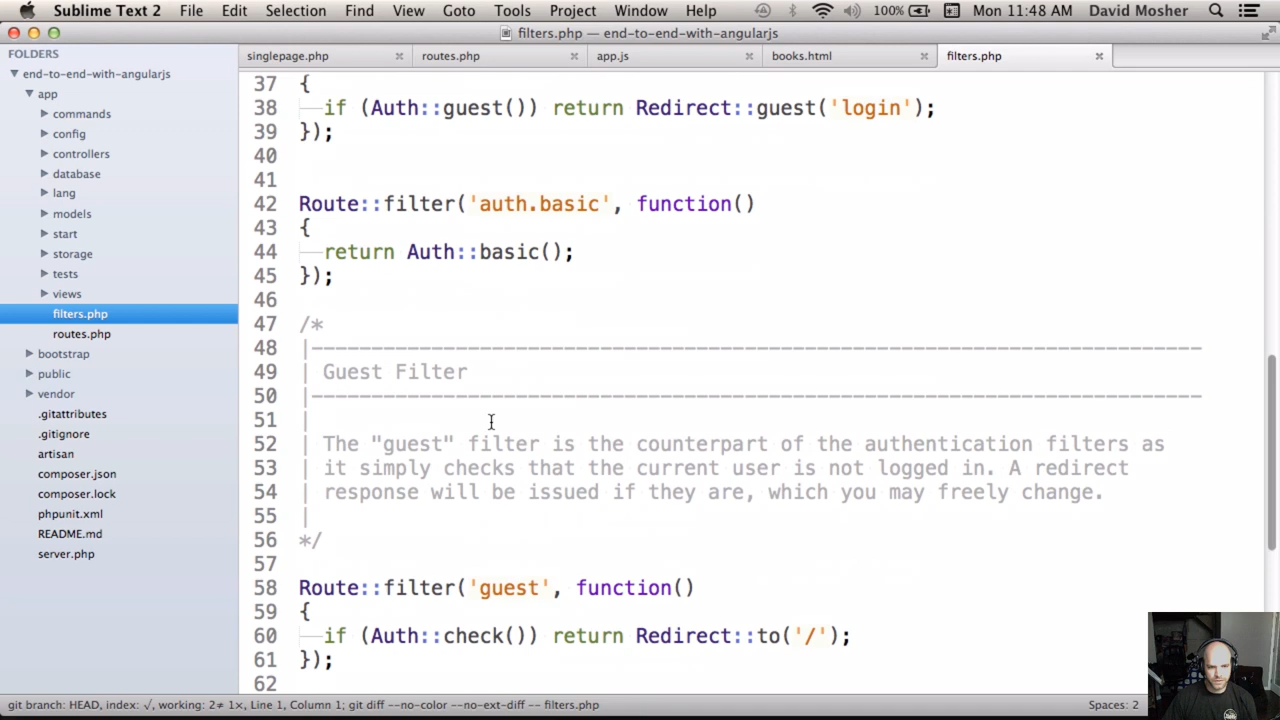 Sublime Text 2 File Edit Selection Find View Goto Tools Project Window Help 100% Mon 11:48 AM David Mosher
filters.php — end-to-end-with-angularjs
FOLDERS
end-to-end-with-angularjs
app
commands
config
controllers
database
lang
models
start
storage
tests
views
filters.php
routes.php
bootstrap
public
vendor
.gitattributes
.gitignore
artisan
composer.json
composer.lock
phpunit.xml
README.md
server.php
singlepage.php routes.php app.js books.html filters.php
37 {
38 if (Auth::guest()) return Redirect::guest('login');
39 });
40
41
42 Route::filter('auth.basic', function()
43 {
44 return Auth::basic();
45 });
46
47 /*
48 |--------------------------------------------------------------------------
49 | Guest Filter
50 |--------------------------------------------------------------------------
51 |
52 | The "guest" filter is the counterpart of the authentication filters as
53 | it simply checks that the current user is not logged in. A redirect
54 | response will be issued if they are, which you may freely change.
55 |
56 */
57
58 Route::filter('guest', function()
59 {
60 if (Auth::check()) return Redirect::to('/');
61 });
62
git branch: HEAD, index: √, working: 2≠ 1×, Line 1, Column 1; git diff --no-color --no-ext-diff -- filters.php Spaces: 2